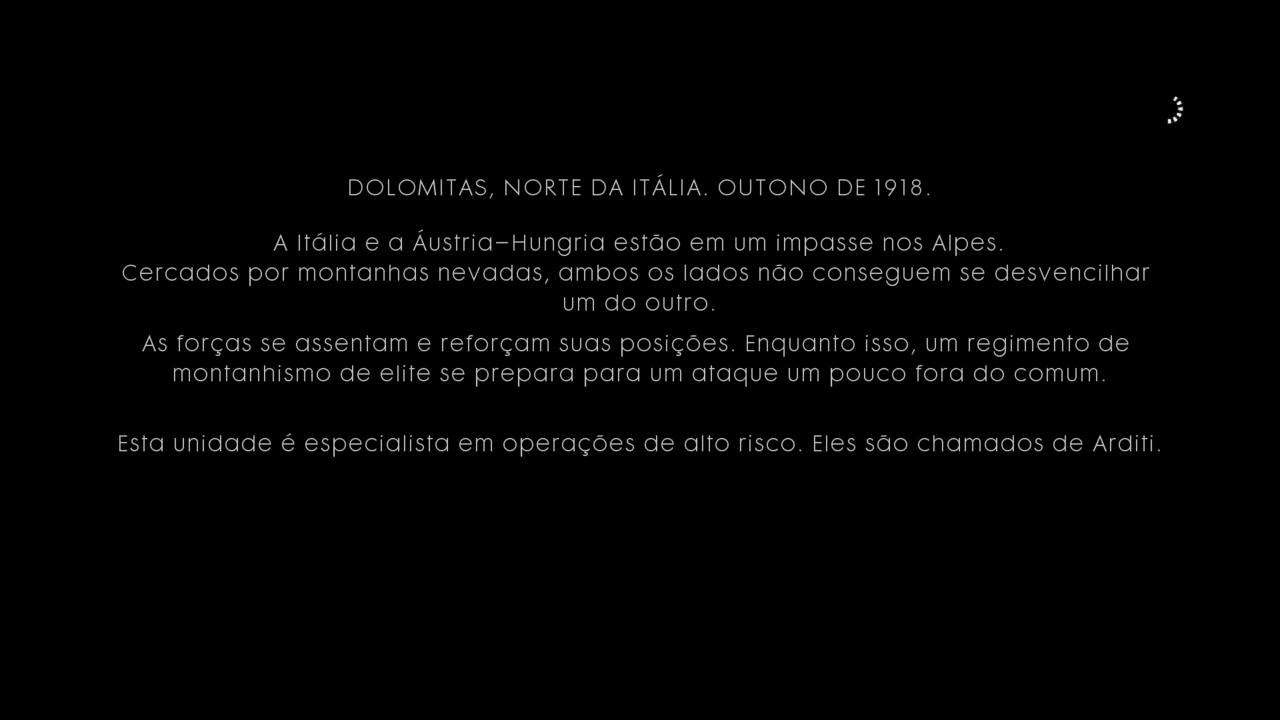 DOLOMITAS, NORTE DA ITÁLIA. OUTONO DE 1918.
A Itália e a Áustria-Hungria estão em um impasse nos Alpes.
Cercados por montanhas nevadas, ambos os lados não conseguem se desvencilhar
um do outro.
As forças se assentam e reforçam suas posições. Enquanto isso, um regimento de
montanhismo de elite se prepara para um ataque um pouco fora do comum.
Esta unidade é especialista em operações de alto risco. Eles são chamados de Arditi.